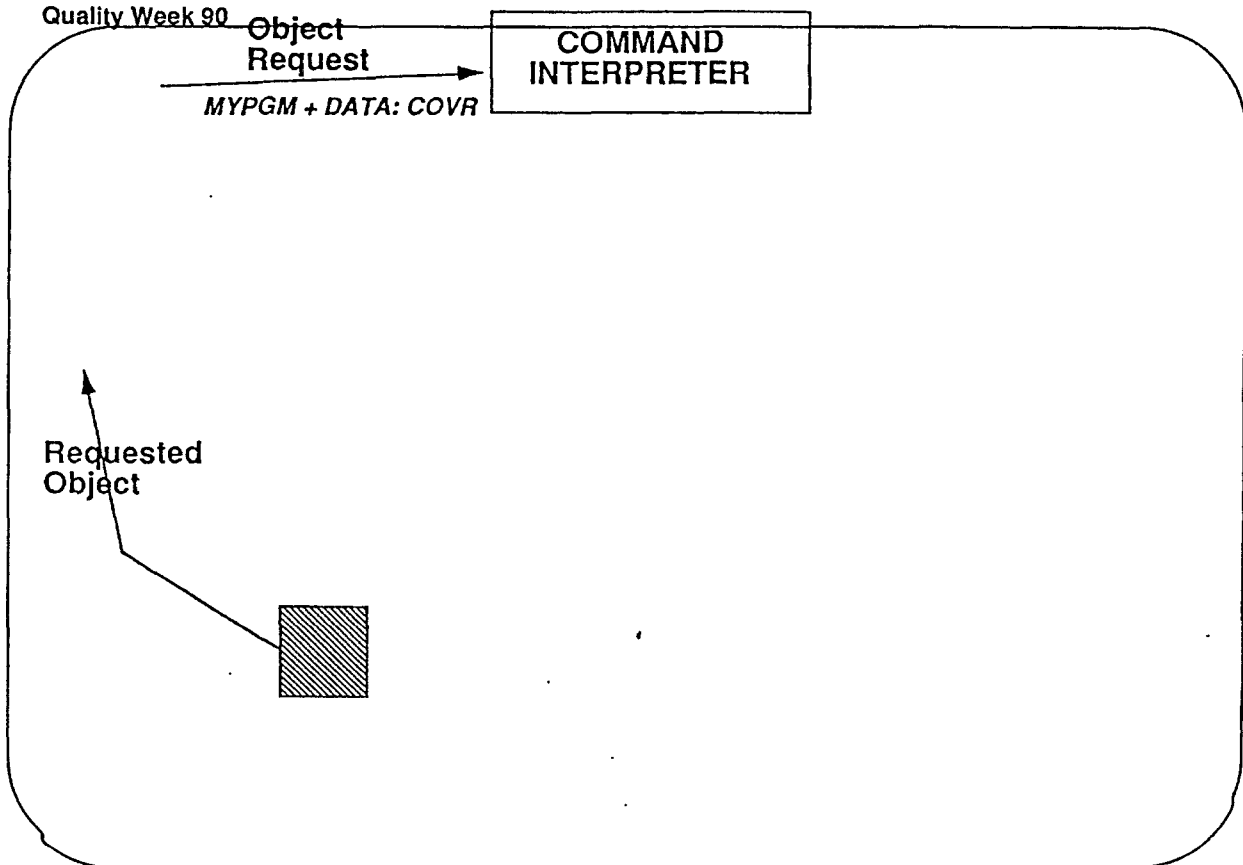 Quality Week 90
Object
Request
COMMAND
INTERPRETER
MYPGM + DATA: COVR
Requested
Object